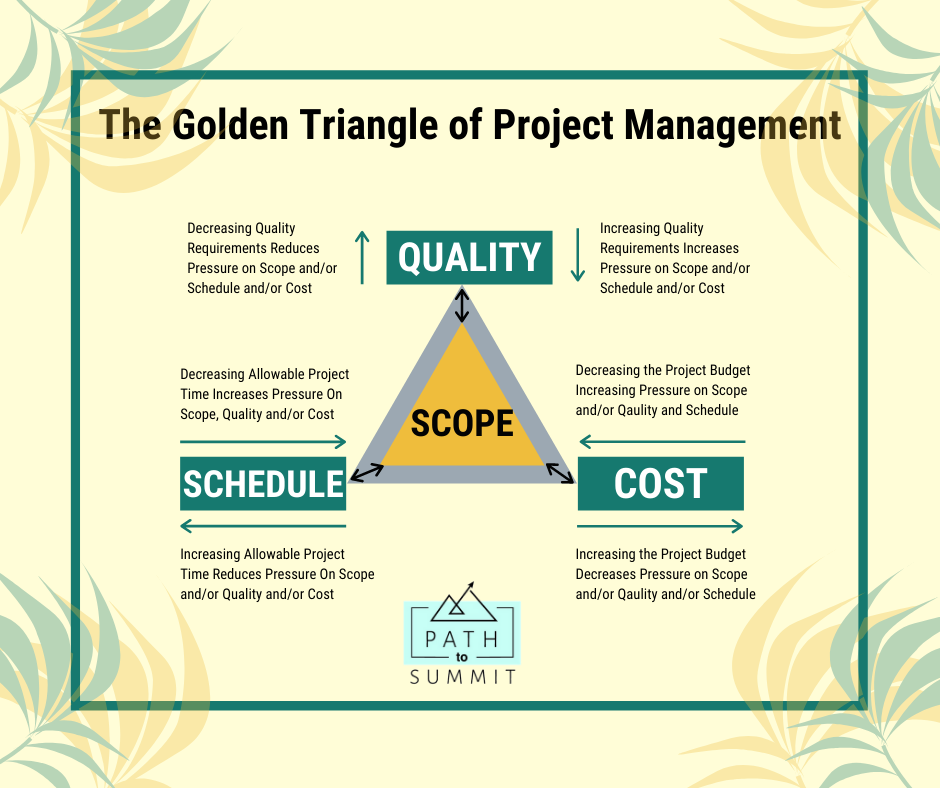 The Golden Triangle of Project Management
Decreasing Quality
Requirements Reduces
Pressure on Scope and/or
Schedule and/or Cost
QUALITY
Increasing Quality
Requirements Increases
Pressure on Scope and/or
Schedule and/or Cost
Decreasing Allowable Project
Time Increases Pressure On
Scope, Quality and/or Cost
SCOPE
Decreasing the Project Budget
Increasing Pressure on Scope
and/or Qaulity and Schedule
SCHEDULE
COST
Increasing Allowable Project
Time Reduces Pressure On Scope
and/or Quality and/or Cost
Increasing the Project Budget
Decreases Pressure on Scope
and/or Qaulity and/or Schedule
PATH
to
SUMMIT